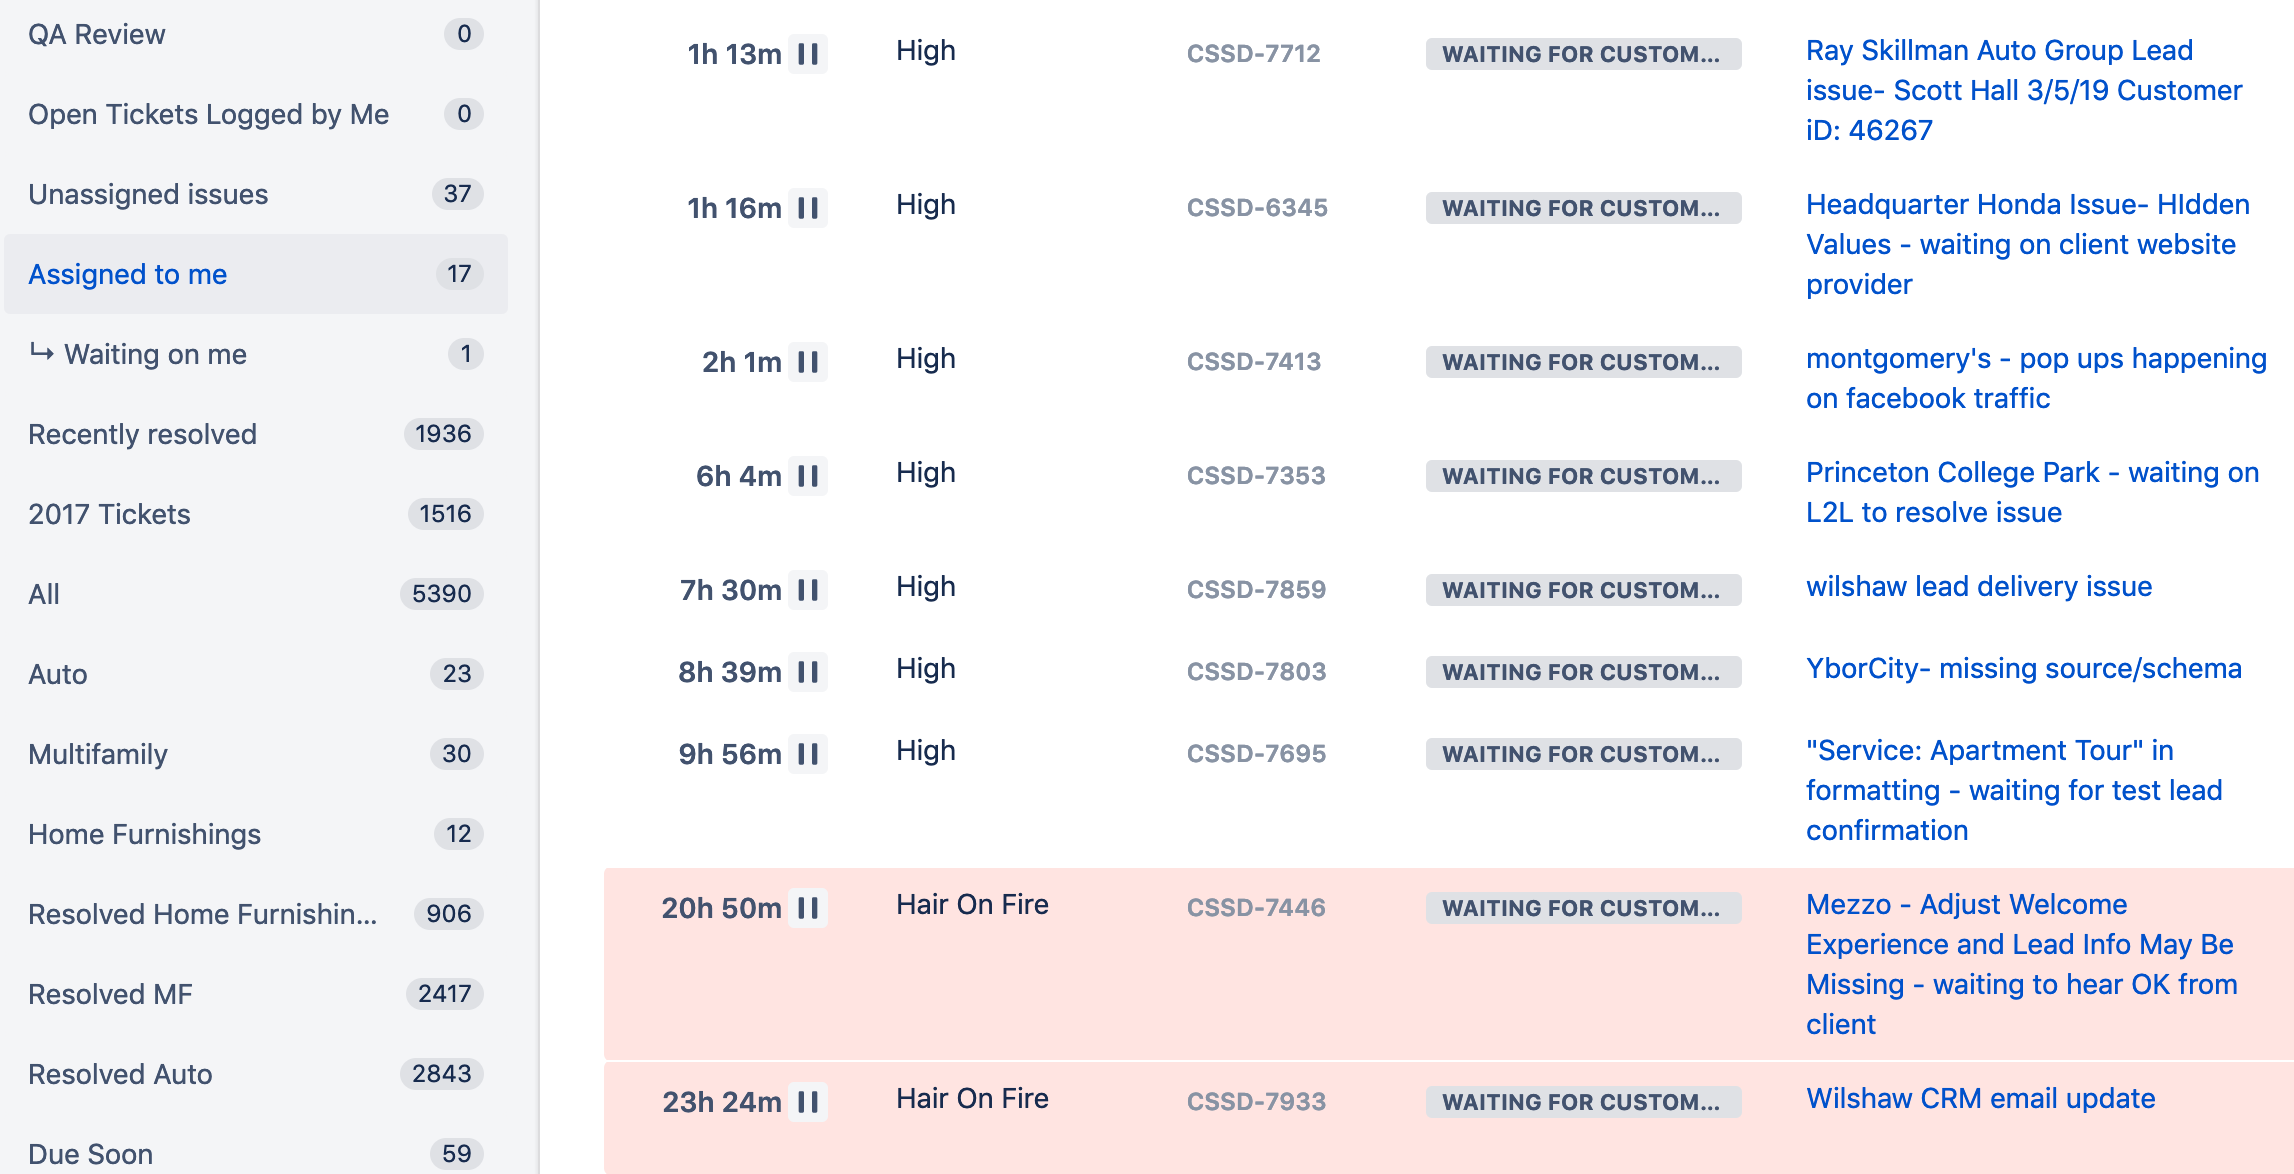 QA Review 0
Open Tickets Logged by Me 0
Unassigned issues 37
Assigned to me 17
Waiting on me 1
Recently resolved 1936
2017 Tickets 1516
All 5390
Auto 23
Multifamily 30
Home Furnishings 12
Resolved Home Furnishin... 906
Resolved MF 2417
Resolved Auto 2843
Due Soon 59
1h 13m High CSSD-7712 WAITING FOR CUSTOM... Ray Skillman Auto Group Lead
issue- Scott Hall 3/5/19 Customer
iD: 46267
1h 16m High CSSD-6345 WAITING FOR CUSTOM... Headquarter Honda Issue- HIdden
Values - waiting on client website
provider
2h 1m High CSSD-7413 WAITING FOR CUSTOM... montgomery's - pop ups happening
on facebook traffic
6h 4m High CSSD-7353 WAITING FOR CUSTOM... Princeton College Park - waiting on
L2L to resolve issue
7h 30m High CSSD-7859 WAITING FOR CUSTOM... wilshaw lead delivery issue
8h 39m High CSSD-7803 WAITING FOR CUSTOM... YborCity- missing source/schema
9h 56m High CSSD-7695 WAITING FOR CUSTOM... "Service: Apartment Tour" in
formatting - waiting for test lead
confirmation
20h 50m Hair On Fire CSSD-7446 WAITING FOR CUSTOM... Mezzo - Adjust Welcome
Experience and Lead Info May Be
Missing - waiting to hear OK from
client
23h 24m Hair On Fire CSSD-7933 WAITING FOR CUSTOM... Wilshaw CRM email update